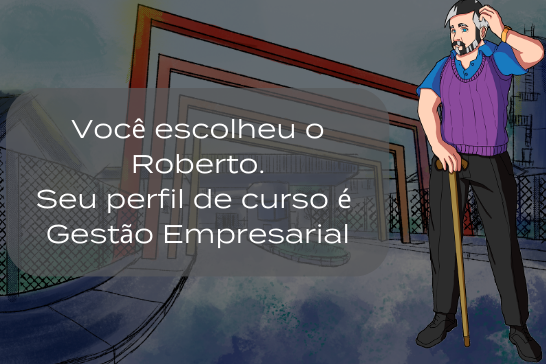 Você escolheu o
Roberto.
Seu perfil de curso é
Gestão Empresarial